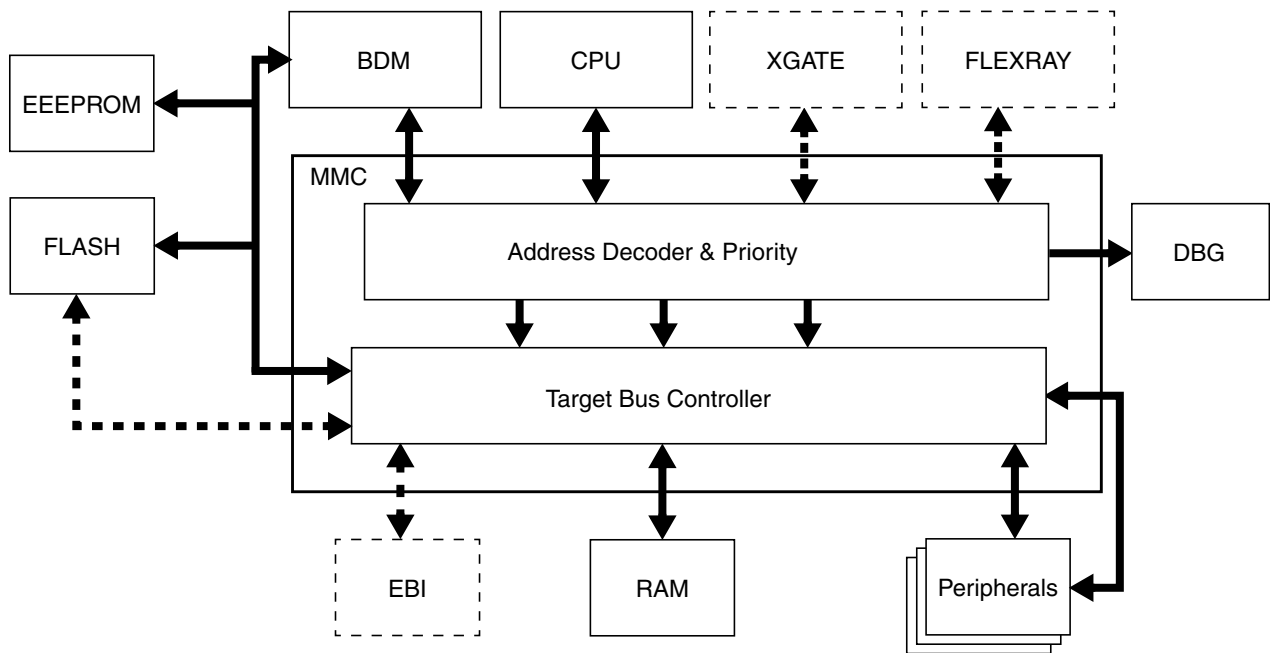 BDM
CPU
XGATE
FLEXRAY
EEEPROM
MMC
FLASH
Address Decoder & Priority
DBG
Target Bus Controller
EBI
RAM
Peripherals